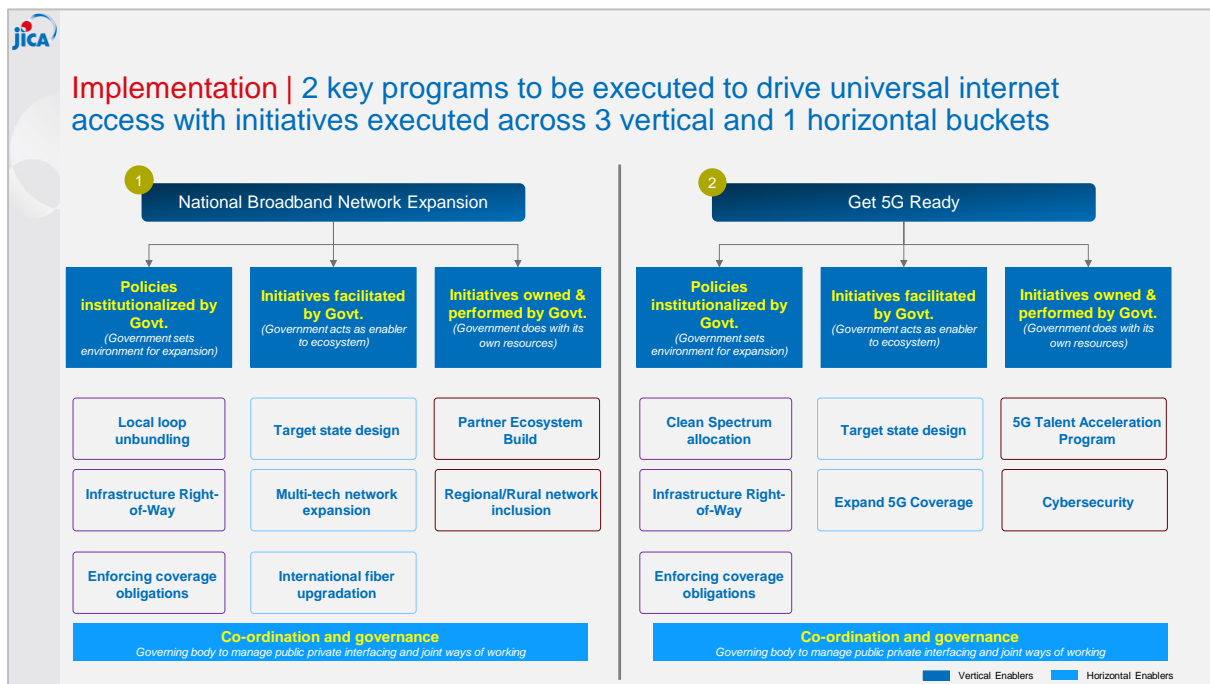 jICA
Implementation | 2 key programs to be executed to drive universal internet
access with initiatives executed across 3 vertical and 1 horizontal buckets
1
National Broadband Network Expansion
Policies
institutionalized by
Govt.
(Government sets
environment for expansion)
Initiatives facilitated
by Govt.
(Government acts as enabler
to ecosystem)
Initiatives owned &
performed by Govt.
(Government does with its
own resources)
Local loop
unbundling
Target state design
Partner Ecosystem
Build
Infrastructure Right-
of-Way
Multi-tech network
expansion
Regional/Rural network
inclusion
Enforcing coverage
obligations
International fiber
upgradation
Co-ordination and governance
Governing body to manage public private interfacing and joint ways of working
2
Get 5G Ready
Policies
institutionalized by
Govt.
(Government sets
environment for expansion)
Initiatives facilitated
by Govt.
(Government acts as enabler
to ecosystem)
Initiatives owned &
performed by Govt.
(Government does with its
own resources)
Clean Spectrum
allocation
Target state design
5G Talent Acceleration
Program
Infrastructure Right-
of-Way
Expand 5G Coverage
Cybersecurity
Enforcing coverage
obligations
Co-ordination and governance
Governing body to manage public private interfacing and joint ways of working
Vertical Enablers
Horizontal Enablers